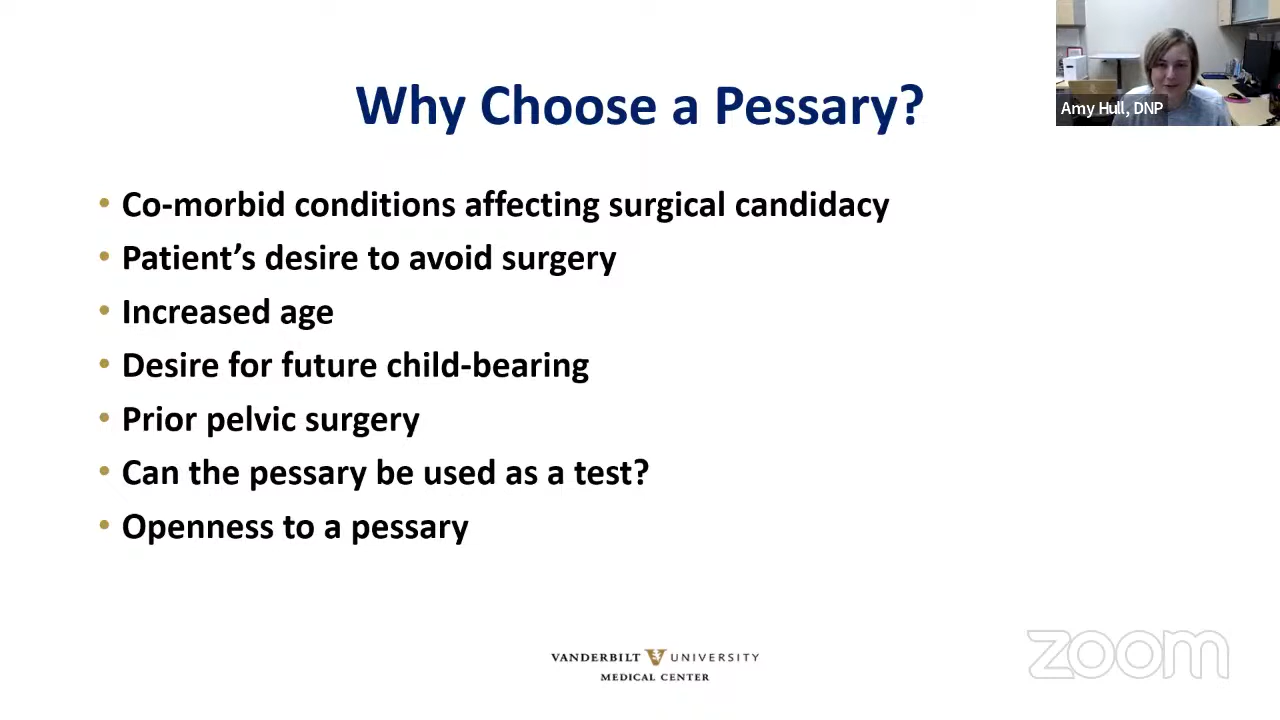 Why Choose a Pessary?
Amy Hull, DNP
• Co-morbid conditions affecting surgical candidacy
• Patient’s desire to avoid surgery
• Increased age
• Desire for future child-bearing
• Prior pelvic surgery
• Can the pessary be used as a test?
• Openness to a pessary
VANDERBILT UNIVERSITY
MEDICAL CENTER
zoom